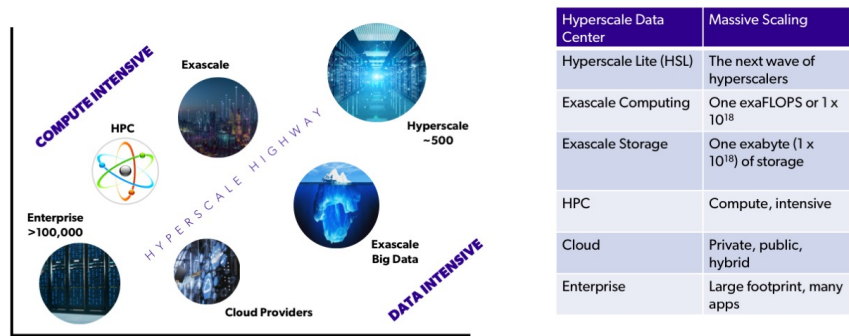 COMPUTE INTENSIVE
Exascale
HPC
HYPERSCALE HIGHWAY
Hyperscale
~500
Enterprise
>100,000
Exascale
Big Data
Cloud Providers
DATA INTENSIVE
Hyperscale Data
Center
Massive Scaling
Hyperscale Lite (HSL)
The next wave of
hyperscalers
Exascale Computing
One exaFLOPS or 1 x
10¹⁸
Exascale Storage
One exabyte (1 x
10¹⁸) of storage
HPC
Compute, intensive
Cloud
Private, public,
hybrid
Enterprise
Large footprint, many
apps